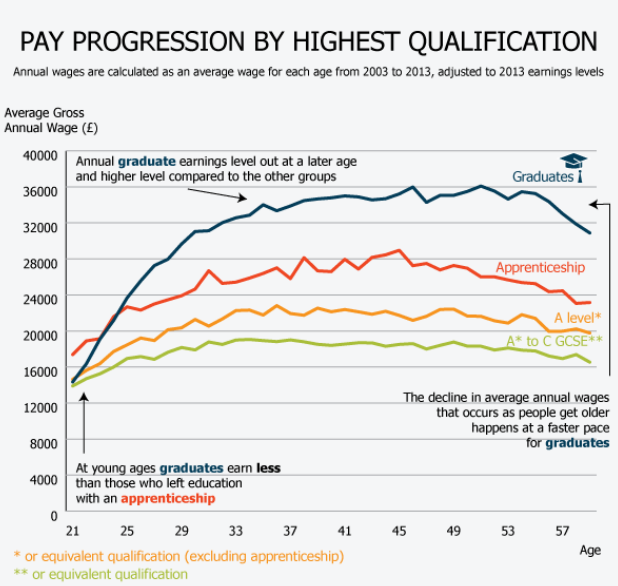 PAY PROGRESSION BY HIGHEST QUALIFICATION
Annual wages are calculated as an average wage for each age from 2003 to 2013, adjusted to 2013 earnings levels
Average Gross
Annual Wage (£)
40000
36000
32000
28000
24000
20000
16000
12000
8000
4000
0
Annual graduate earnings level out at a later age
and higher level compared to the other groups
Graduates
Apprenticeship
A level*
A* to C GCSE**
The decline in average annual wages
that occurs as people get older
happens at a faster pace
for graduates
At young ages graduates earn less
than those who left education
with an apprenticeship
21 25 29 33 37 41 45 49 53 57
Age
* or equivalent qualification (excluding apprenticeship)
** or equivalent qualification